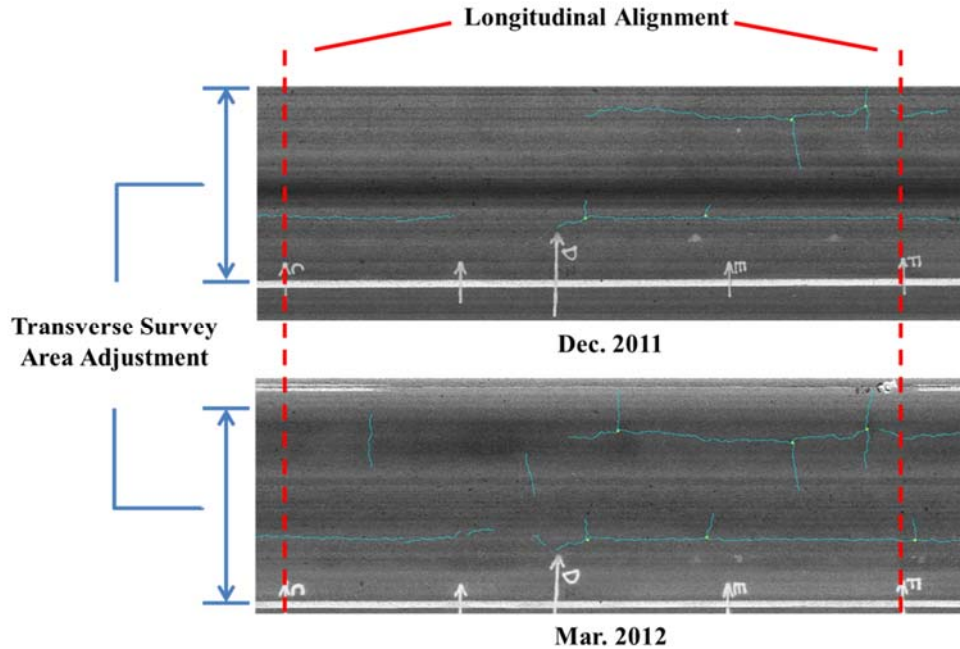 Longitudinal Alignment
C
D
E
F
Dec. 2011
Transverse Survey
Area Adjustment
C
D
E
F
Mar. 2012